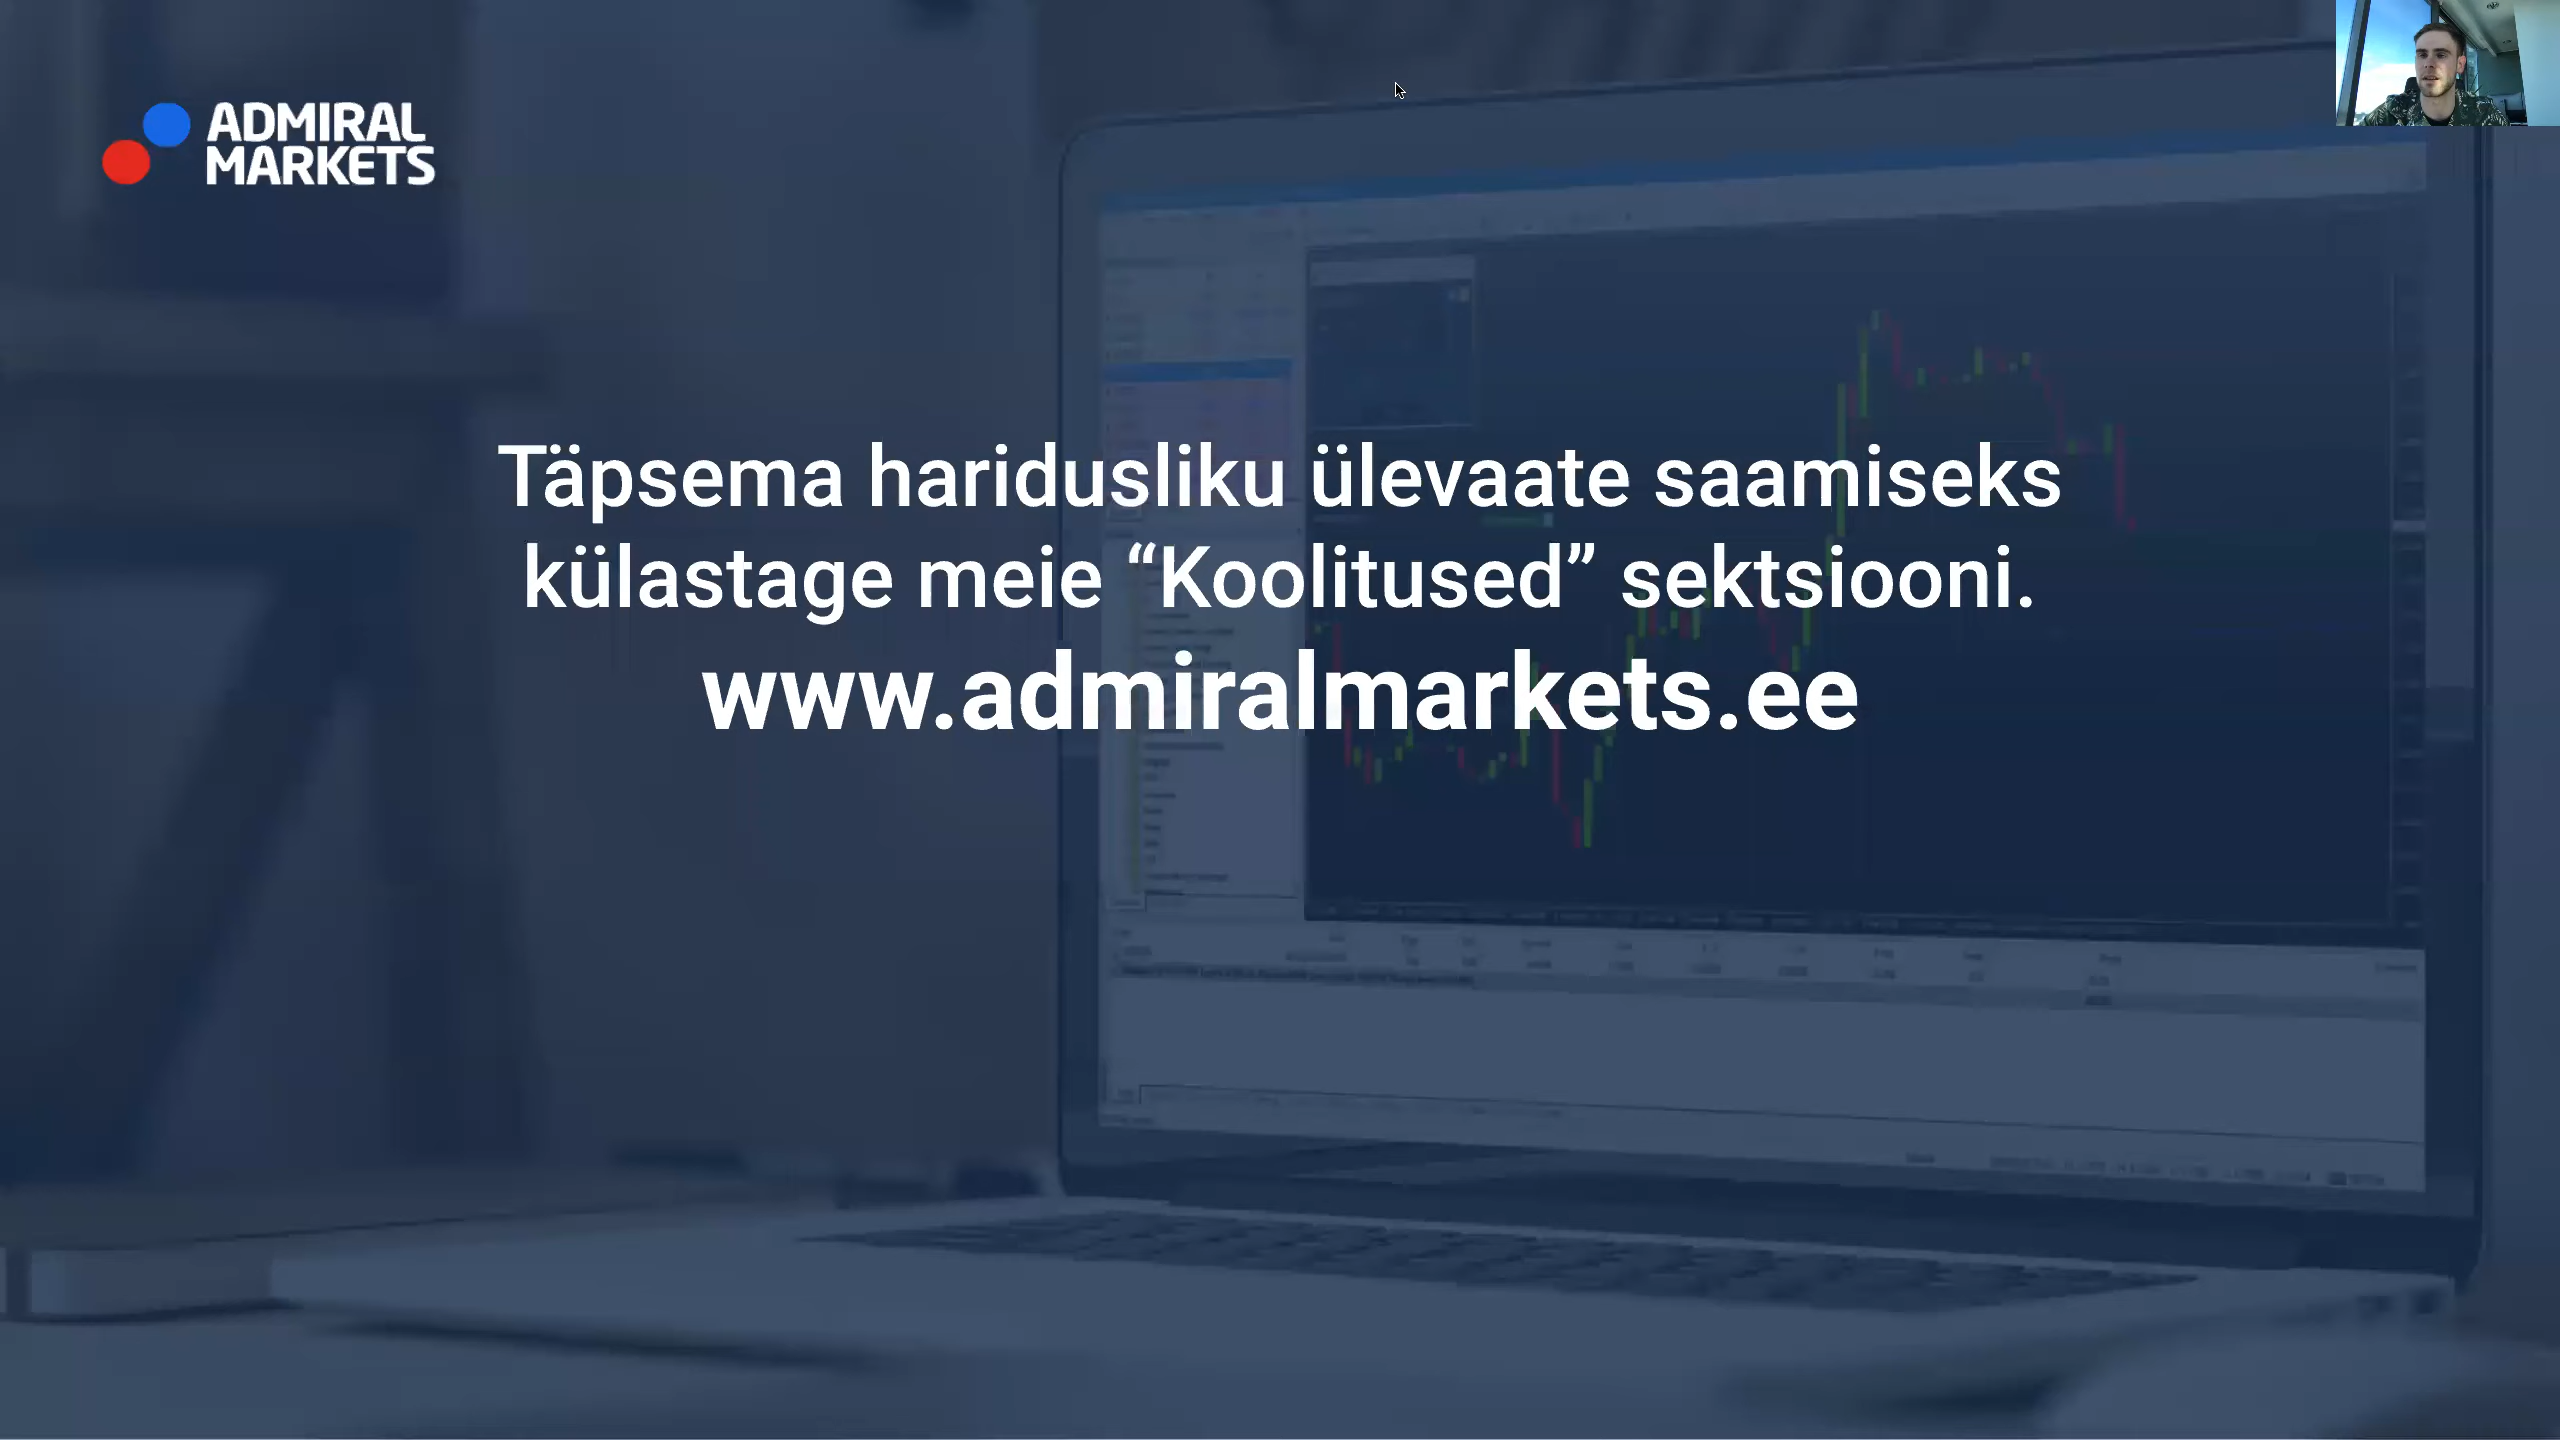 ADMIRAL
MARKETS
Täpsema haridusliku ülevaate saamiseks
külastage meie “Koolitused” sektsiooni.
www.admiralmarkets.ee